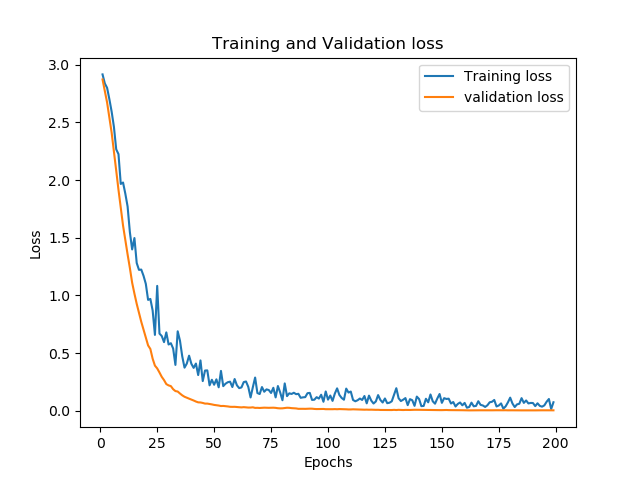 Training and Validation loss
Training loss
validation loss
3.0
2.5
2.0
1.5
1.0
0.5
0.0
Loss
0 25 50 75 100 125 150 175 200
Epochs